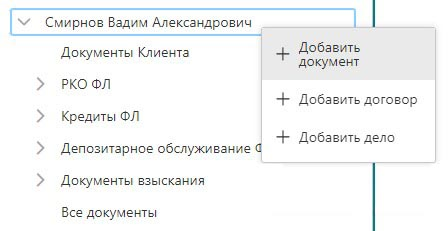 Смирнов Вадим Александрович
Документы Клиента
РКО ФЛ
Кредиты ФЛ
Депозитарное обслуживание
Документы взыскания
Все документы
+ Добавить
документ
+ Добавить договор
+ Добавить дело